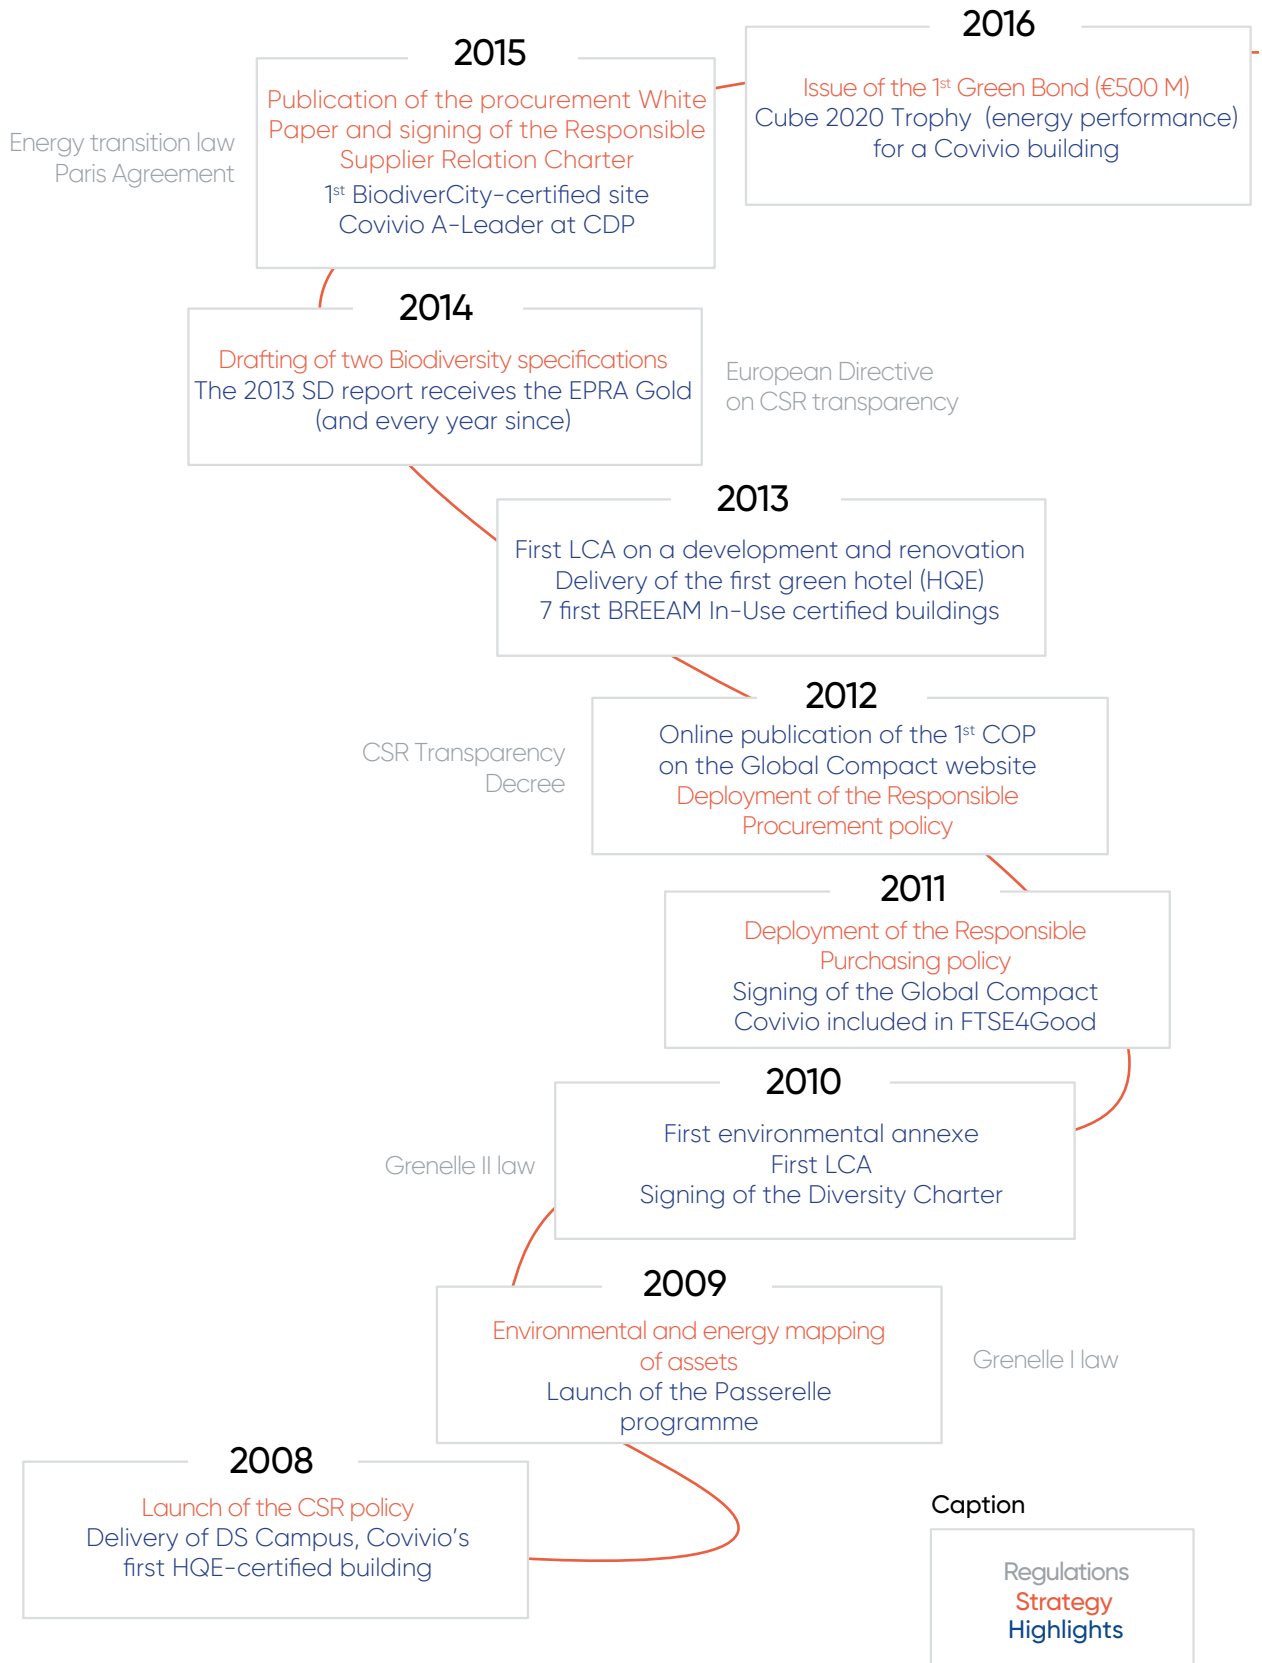 2016
Issue of the 1st Green Bond (€500 M)
Cube 2020 Trophy (energy performance)
for a Covivio building
2015
Publication of the procurement White
Paper and signing of the Responsible
Supplier Relation Charter
1st BiodiverCity-certified site
Covivio A-Leader at CDP
Energy transition law
Paris Agreement
2014
Drafting of two Biodiversity specifications
The 2013 SD report receives the EPRA Gold
(and every year since)
European Directive
on CSR transparency
2013
First LCA on a development and renovation
Delivery of the first green hotel (HQE)
7 first BREEAM In-Use certified buildings
2012
Online publication of the 1st COP
on the Global Compact website
Deployment of the Responsible
Procurement policy
CSR Transparency
Decree
2011
Deployment of the Responsible
Purchasing policy
Signing of the Global Compact
Covivio included in FTSE4Good
2010
First environmental annexe
First LCA
Signing of the Diversity Charter
Grenelle II law
2009
Environmental and energy mapping
of assets
Launch of the Passerelle
programme
Grenelle I law
2008
Launch of the CSR policy
Delivery of DS Campus, Covivio's
first HQE-certified building
Caption
Regulations
Strategy
Highlights